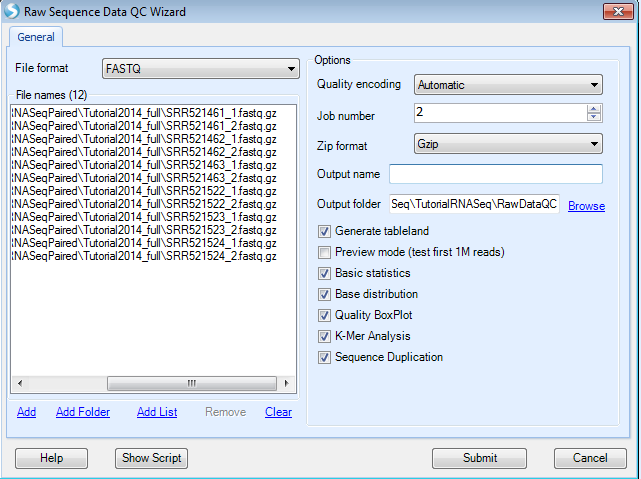 Raw Sequence Data QC Wizard
General
File format
FASTQ
File names (12)
NASeqPaired\Tutorial2014_full\SRR521461_1.fastq.gz
NASeqPaired\Tutorial2014_full\SRR521461_2.fastq.gz
NASeqPaired\Tutorial2014_full\SRR521462_1.fastq.gz
NASeqPaired\Tutorial2014_full\SRR521462_2.fastq.gz
NASeqPaired\Tutorial2014_full\SRR521463_1.fastq.gz
NASeqPaired\Tutorial2014_full\SRR521463_2.fastq.gz
NASeqPaired\Tutorial2014_full\SRR521522_1.fastq.gz
NASeqPaired\Tutorial2014_full\SRR521522_2.fastq.gz
NASeqPaired\Tutorial2014_full\SRR521523_1.fastq.gz
NASeqPaired\Tutorial2014_full\SRR521523_2.fastq.gz
NASeqPaired\Tutorial2014_full\SRR521524_1.fastq.gz
NASeqPaired\Tutorial2014_full\SRR521524_2.fastq.gz
Add Add Folder Add List Remove Clear
Options
Quality encoding Automatic
Job number 2
Zip format Gzip
Output name
Output folder Seq\TutorialRNASeq\RawDataQC Browse
Generate tableland
Preview mode (test first 1M reads)
Basic statistics
Base distribution
Quality BoxPlot
K-Mer Analysis
Sequence Duplication
Help Show Script Submit Cancel